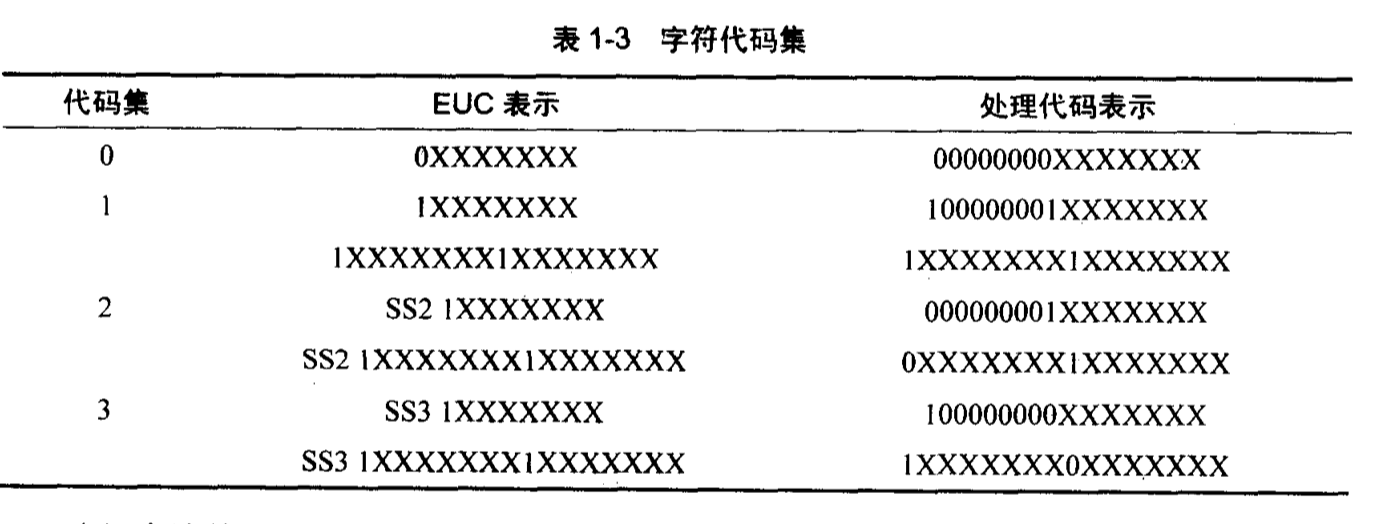 表 1-3 字符代码集
代码集 EUC 表示 处理代码表示
0 0XXXXXXX 00000000XXXXXXX
1 1XXXXXXX 100000001XXXXXXX
1XXXXXXX1XXXXXXX 1XXXXXXX1XXXXXXX
2 SS2 1XXXXXXX 000000001XXXXXXX
SS2 1XXXXXXX1XXXXXXX 0XXXXXXX1XXXXXXX
3 SS3 1XXXXXXX 100000000XXXXXXX
SS3 1XXXXXXX1XXXXXXX 1XXXXXXX0XXXXXXX